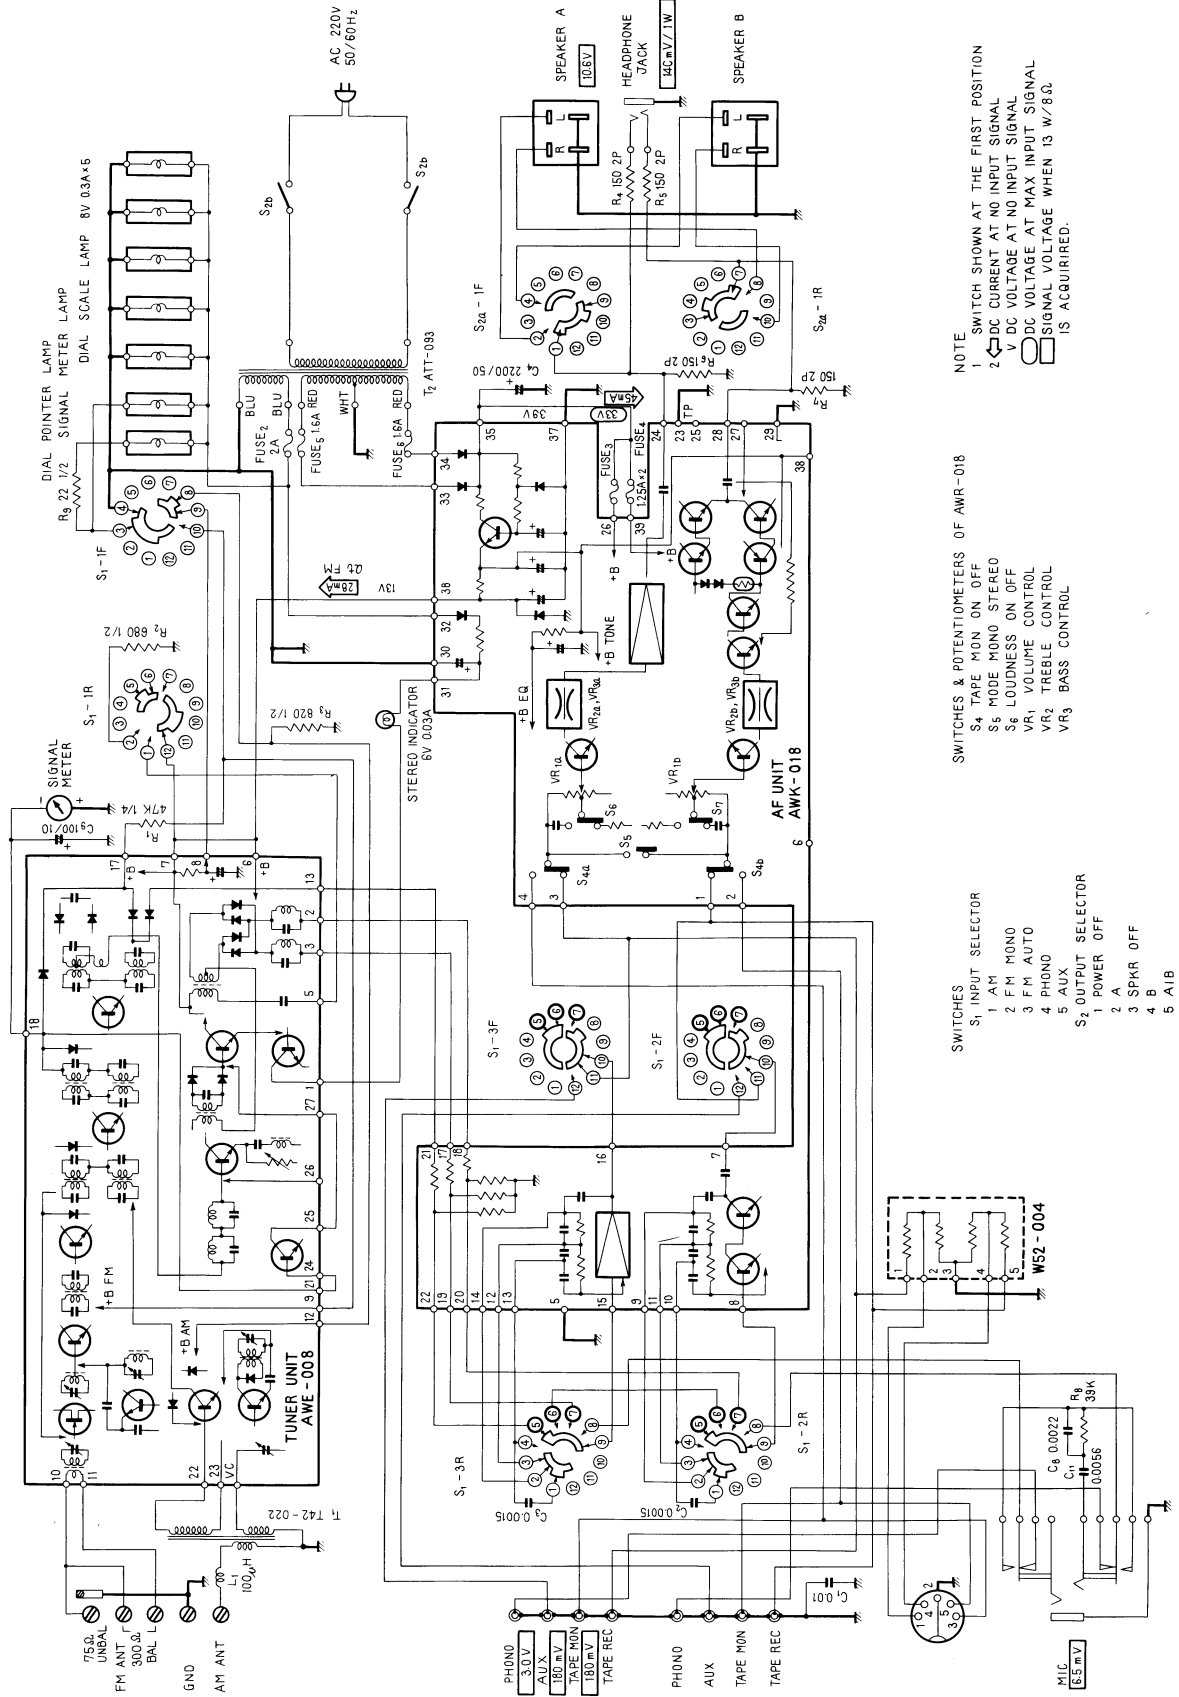 AC 220V
50/60Hz
S2b
S2b
DIAL POINTER LAMP
SIGNAL METER LAMP
DIAL SCALE LAMP 8V 0.3A×6
R9 22 1/2
S1-1F
BLU
BLU
RED
WHT
RED
FUSE2
2A
FUSE5 1.6A
FUSE6 1.6A
T2 ATT-093
SPEAKER A
10.6V
HEADPHONE
JACK
SPEAKER B
L
R
L
R
R4 150 2P
R5 150 2P
S2a-1F
S2a-1R
C4 2200/50
R6 150 2P
R7
150 2P
45mA
39V
33V
FUSE3
FUSE4
1.25A×2
TP
at FM
28mA
13V
S1-1R
R2 680 1/2
R3 820 1/2
STEREO INDICATOR
6V 0.03A
SIGNAL
METER
C9 100/10
R1
47K 1/4
+B
+B
+B
+B
+B EQ
+B TONE
VR2a, VR3a
VR2b, VR3b
VR1a
VR1b
S6
S7
S5
S4a
S4b
AF UNIT
AWK-018
TUNER UNIT
AWE-008
+B FM
+B AM
VC
T1 T42-022
L1
100μH
75Ω
UNBAL
FM ANT
300Ω
BAL
GND
AM ANT
S1-3F
S1-2F
S1-3R
S1-2R
C3 0.0015
C2 0.0015
PHONO
3.0V
AUX
180mV
TAPE MON
180mV
TAPE REC
PHONO
AUX
TAPE MON
TAPE REC
C1 0.01
W52-004
C8 0.0022
C11
0.0056
R8
39K
MIC
6.5mV
NOTE
1 SWITCH SHOWN AT THE FIRST POSITION
2 DC CURRENT AT NO INPUT SIGNAL
V DC VOLTAGE AT NO INPUT SIGNAL
DC VOLTAGE AT MAX INPUT SIGNAL
SIGNAL VOLTAGE WHEN 13 W/8Ω
IS ACQUIRIRED.
SWITCHES & POTENTIOMETERS OF AWR-018
S4 TAPE MON ON OFF
S5 MODE MONO STEREO
S6 LOUDNESS ON OFF
VR1 VOLUME CONTROL
VR2 TREBLE CONTROL
VR3 BASS CONTROL
SWITCHES
S1 INPUT SELECTOR
1 AM
2 FM MONO
3 FM AUTO
4 PHONO
5 AUX
S2 OUTPUT SELECTOR
1 POWER OFF
2 A
3 SPKR OFF
4 B
5 A1B